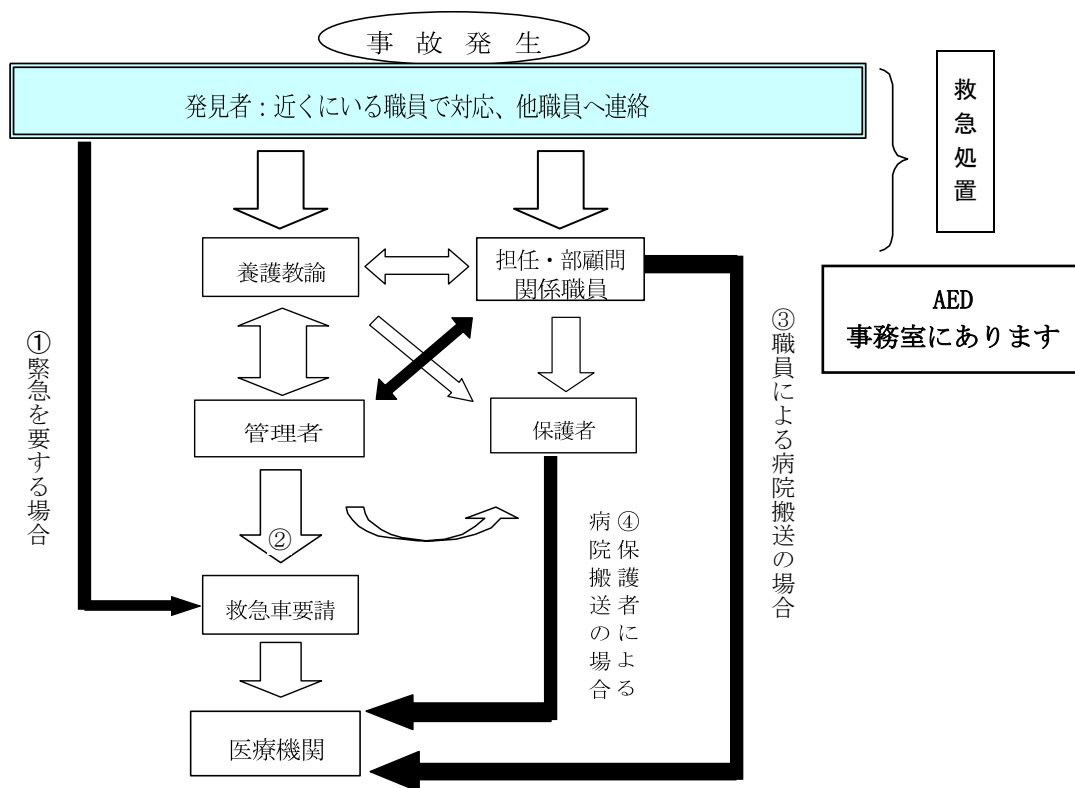 事 故 発 生
発見者：近くにいる職員で対応、他職員へ連絡
救急処置
養護教諭
担任・部顧問
関係職員
AED
事務室にあります
①緊急を要する場合
管理者
保護者
③職員による病院搬送の場合
②
④保護者による
病院搬送の場合
救急車要請
医療機関